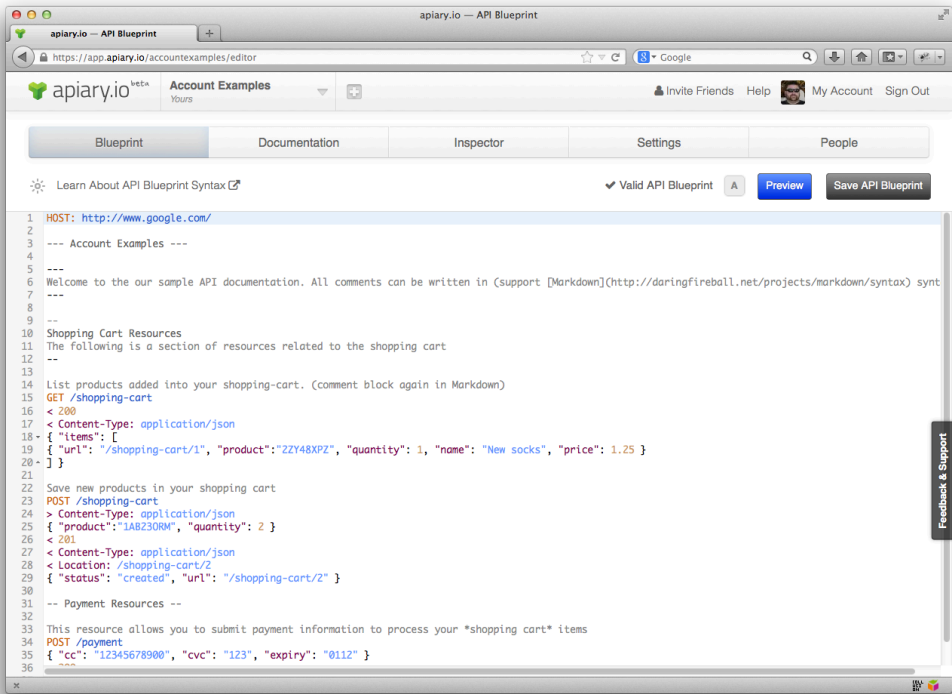 apiary.io — API Blueprint
apiary.io — API Blueprint
https://app.apiary.io/accountexamples/editor
Google
apiary.io beta
Account Examples
Yours
Invite Friends Help My Account Sign Out
Blueprint Documentation Inspector Settings People
Learn About API Blueprint Syntax
Valid API Blueprint A Preview Save API Blueprint
1 HOST: http://www.google.com/
2
3 --- Account Examples ---
4
5 ---
6 Welcome to the our sample API documentation. All comments can be written in (support [Markdown](http://daringfireball.net/projects/markdown/syntax) synt
7 ---
8
9 --
10 Shopping Cart Resources
11 The following is a section of resources related to the shopping cart
12 --
13
14 List products added into your shopping-cart. (comment block again in Markdown)
15 GET /shopping-cart
16 < 200
17 < Content-Type: application/json
18 { "items": [
19 { "url": "/shopping-cart/1", "product":"2ZY48XPZ", "quantity": 1, "name": "New socks", "price": 1.25 }
20 ] }
21
22 Save new products in your shopping cart
23 POST /shopping-cart
24 > Content-Type: application/json
25 { "product":"1AB23ORM", "quantity": 2 }
26 < 201
27 < Content-Type: application/json
28 < Location: /shopping-cart/2
29 { "status": "created", "url": "/shopping-cart/2" }
30
31 -- Payment Resources --
32
33 This resource allows you to submit payment information to process your *shopping cart* items
34 POST /payment
35 { "cc": "12345678900", "cvc": "123", "expiry": "0112" }
36
Feedback & Support